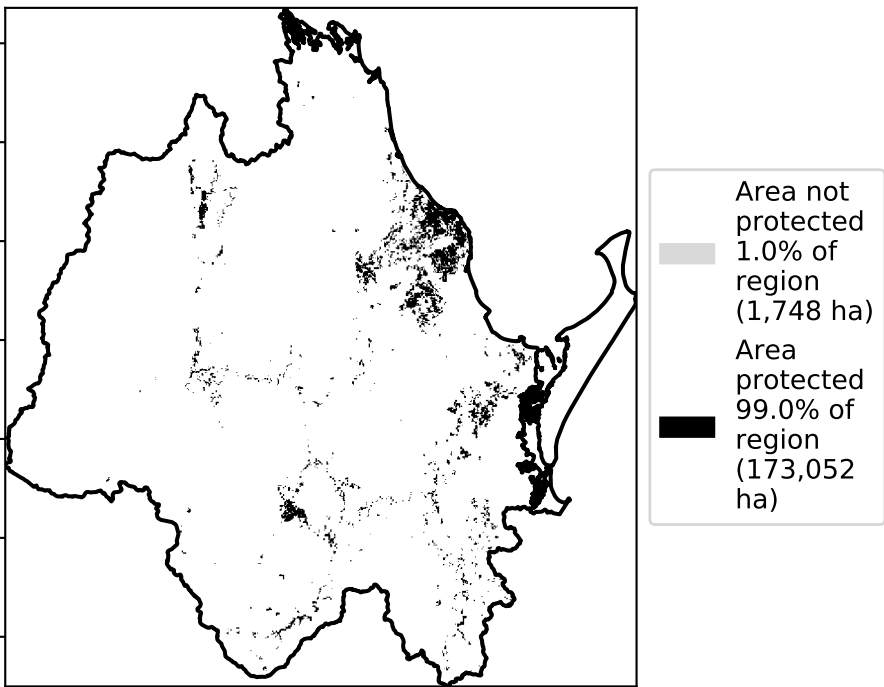 Area not
protected
1.0% of
region
(1,748 ha)
Area
protected
99.0% of
region
(173,052
ha)